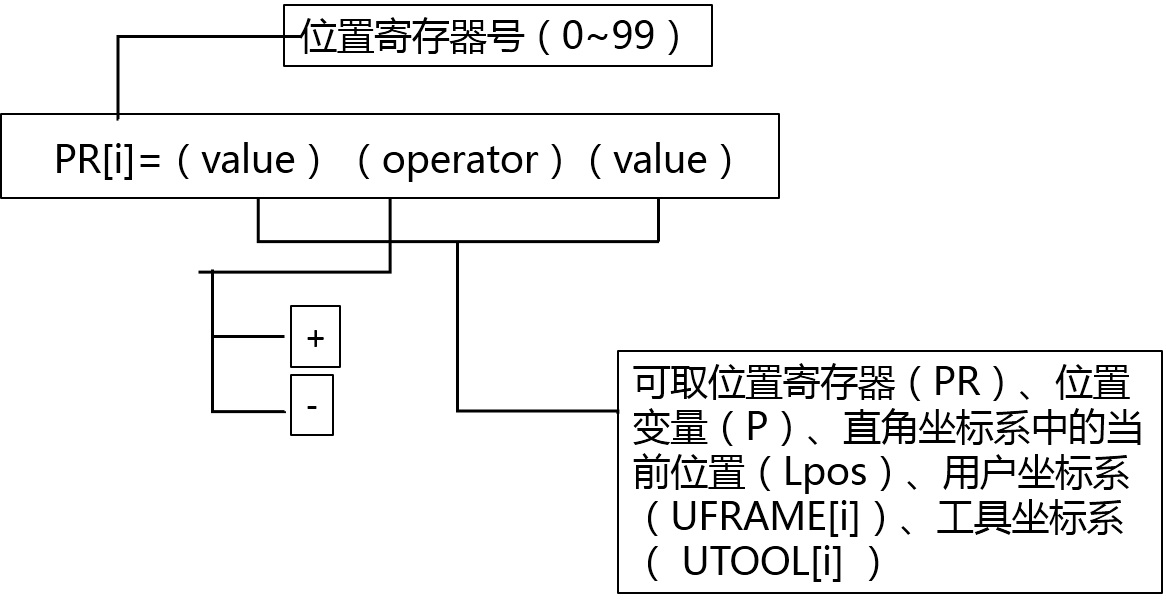 位置寄存器号（0~99）
PR[i]=（value）（operator）（value）
+
-
可取位置寄存器（PR）、位置
变量（P）、直角坐标系中的当
前位置（Lpos）、用户坐标系
（UFRAME[i]）、工具坐标系
（ UTOOL[i] ）